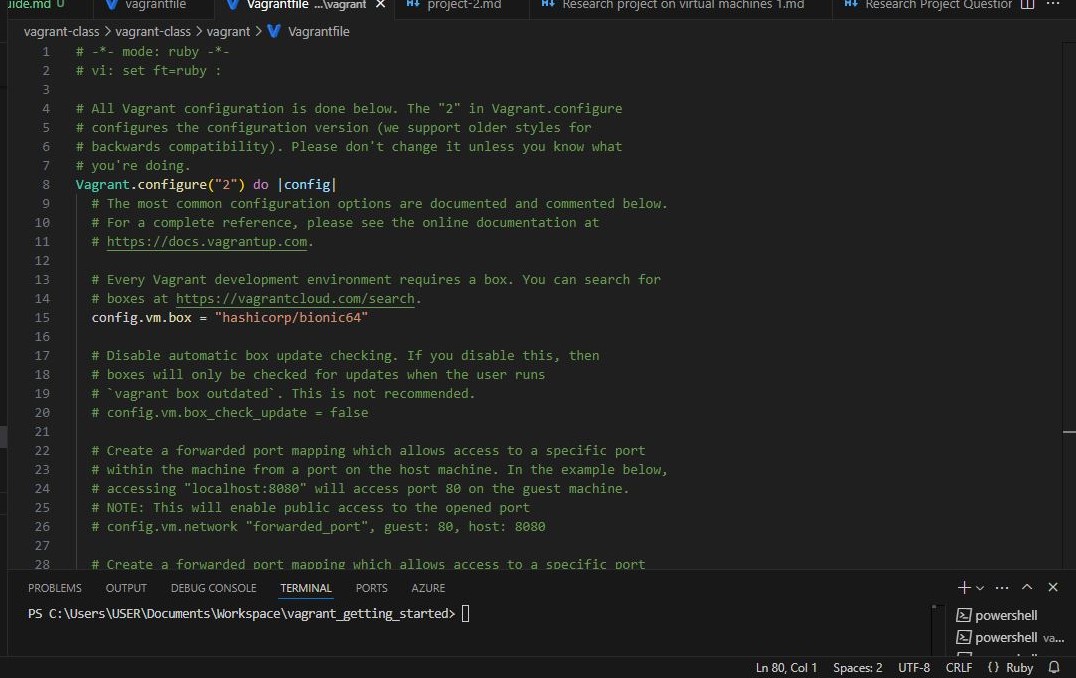 uide.md U
vagrantfile
Vagrantfile ...\vagrant
project-2.md
Research project on virtual machines 1.md
Research Project Question
vagrant-class > vagrant-class > vagrant > Vagrantfile
1 # -*- mode: ruby -*-
2 # vi: set ft=ruby :
3
4 # All Vagrant configuration is done below. The "2" in Vagrant.configure
5 # configures the configuration version (we support older styles for
6 # backwards compatibility). Please don't change it unless you know what
7 # you're doing.
8 Vagrant.configure("2") do |config|
9 # The most common configuration options are documented and commented below.
10 # For a complete reference, please see the online documentation at
11 # https://docs.vagrantup.com.
12
13 # Every Vagrant development environment requires a box. You can search for
14 # boxes at https://vagrantcloud.com/search.
15 config.vm.box = "hashicorp/bionic64"
16
17 # Disable automatic box update checking. If you disable this, then
18 # boxes will only be checked for updates when the user runs
19 # `vagrant box outdated`. This is not recommended.
20 # config.vm.box_check_update = false
21
22 # Create a forwarded port mapping which allows access to a specific port
23 # within the machine from a port on the host machine. In the example below,
24 # accessing "localhost:8080" will access port 80 on the guest machine.
25 # NOTE: This will enable public access to the opened port
26 # config.vm.network "forwarded_port", guest: 80, host: 8080
27
28 # Create a forwarded port mapping which allows access to a specific port
PROBLEMS OUTPUT DEBUG CONSOLE TERMINAL PORTS AZURE
PS C:\Users\USER\Documents\Workspace\vagrant_getting_started>
powershell
powershell va...
Ln 80, Col 1 Spaces: 2 UTF-8 CRLF {} Ruby